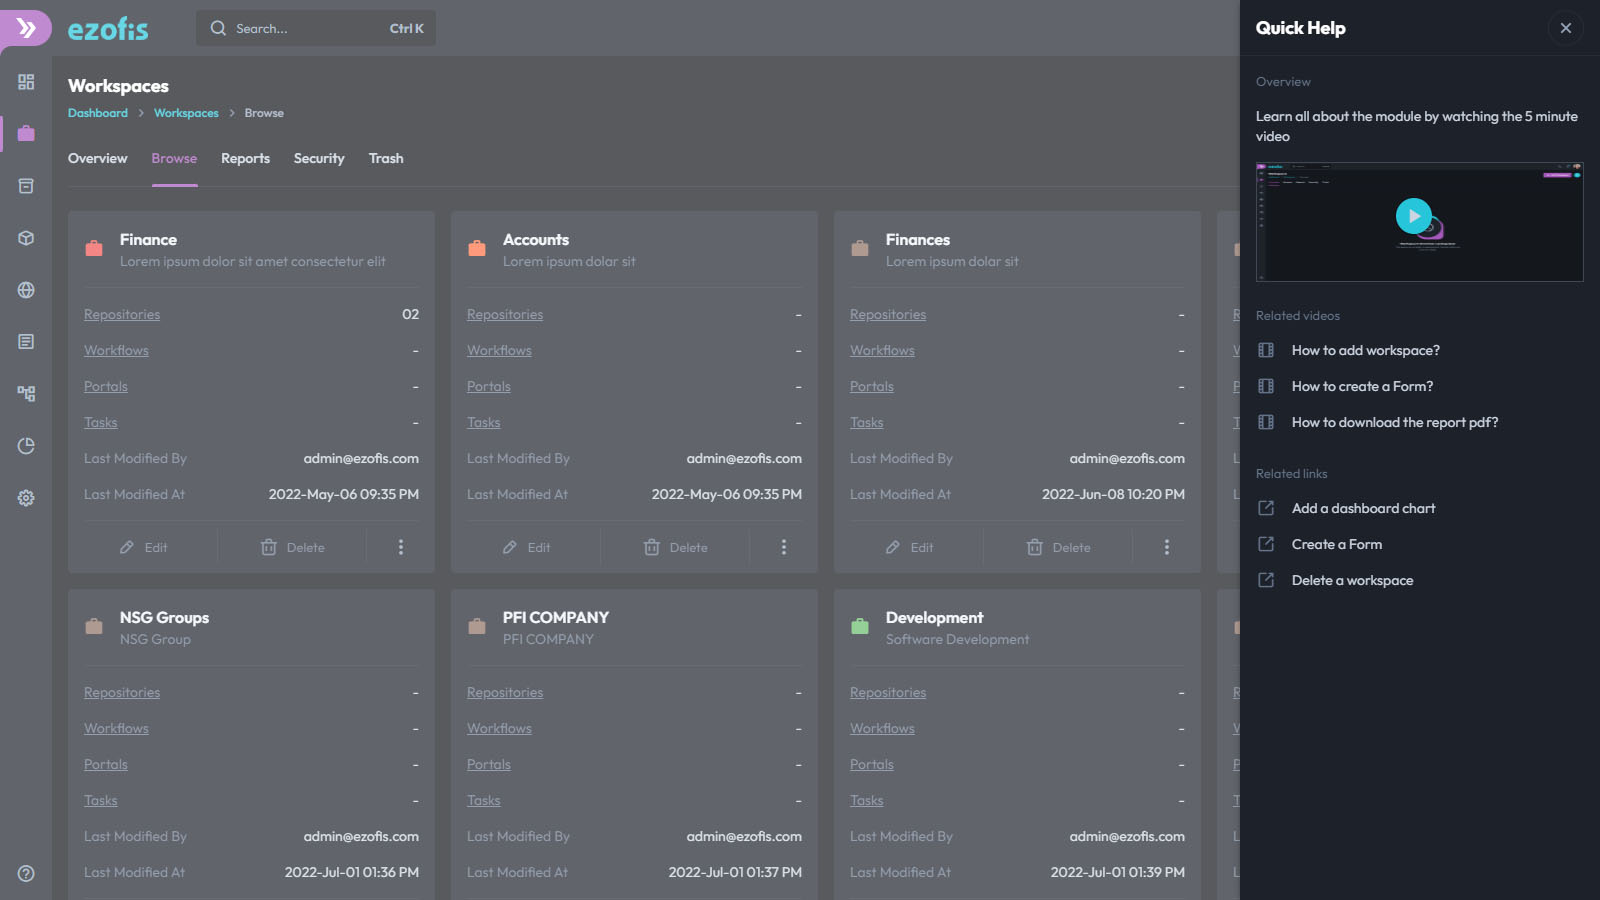 ezofis
Search...
Ctrl K
Workspaces
Dashboard
Workspaces
Browse
Overview
Browse
Reports
Security
Trash
Finance
Lorem ipsum dolor sit amet consectetur elit
Repositories 02
Workflows -
Portals -
Tasks -
Last Modified By admin@ezofis.com
Last Modified At 2022-May-06 09:35 PM
Edit
Delete
Accounts
Lorem ipsum dolar sit
Repositories -
Workflows -
Portals -
Tasks -
Last Modified By admin@ezofis.com
Last Modified At 2022-May-06 09:35 PM
Edit
Delete
Finances
Lorem ipsum dolar sit
Repositories -
Workflows -
Portals -
Tasks -
Last Modified By admin@ezofis.com
Last Modified At 2022-Jun-08 10:20 PM
Edit
Delete
NSG Groups
NSG Group
Repositories -
Workflows -
Portals -
Tasks -
Last Modified By admin@ezofis.com
Last Modified At 2022-Jul-01 01:36 PM
PFI COMPANY
PFI COMPANY
Repositories -
Workflows -
Portals -
Tasks -
Last Modified By admin@ezofis.com
Last Modified At 2022-Jul-01 01:37 PM
Development
Software Development
Repositories -
Workflows -
Portals -
Tasks -
Last Modified By admin@ezofis.com
Last Modified At 2022-Jul-01 01:39 PM
Quick Help
Overview
Learn all about the module by watching the 5 minute
video
Related videos
How to add workspace?
How to create a Form?
How to download the report pdf?
Related links
Add a dashboard chart
Create a Form
Delete a workspace